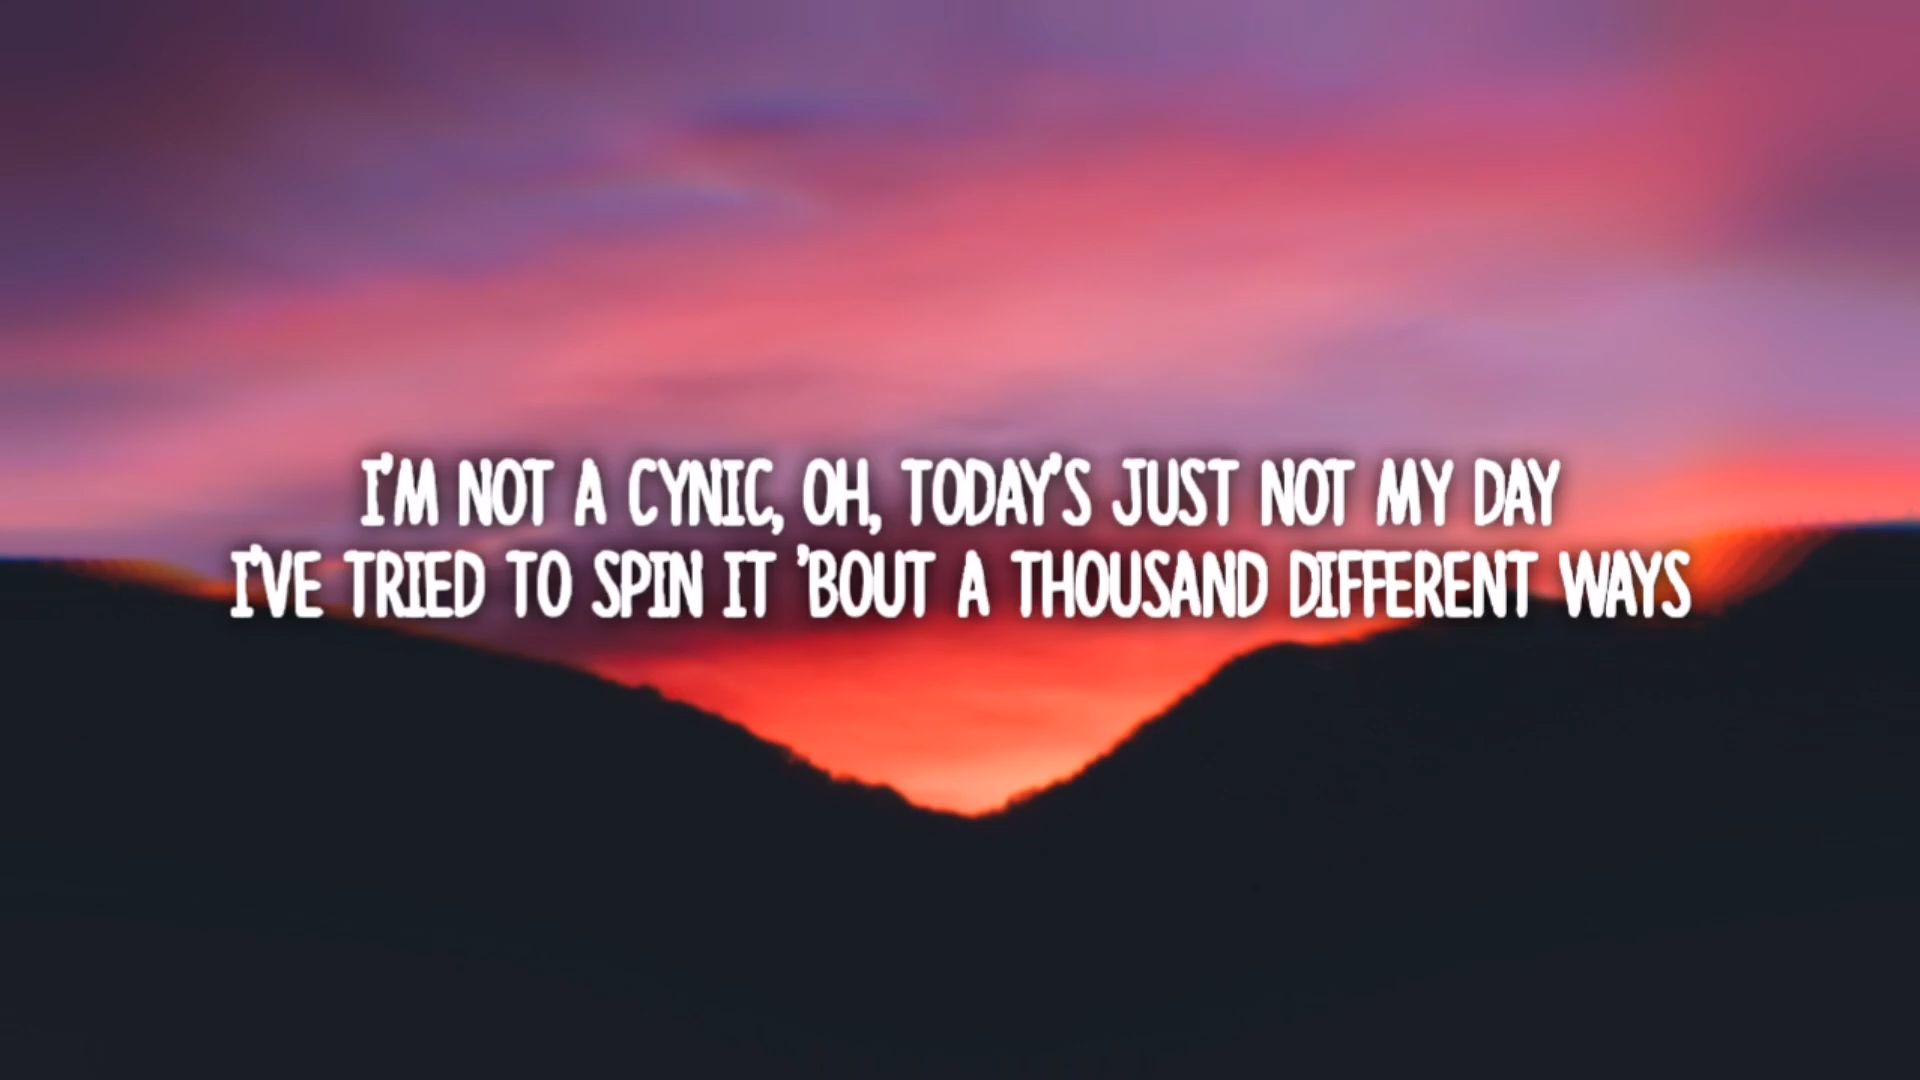 I'M NOT A CYNIC, OH, TODAY'S JUST NOT MY DAY
I'VE TRIED TO SPIN IT 'BOUT A THOUSAND DIFFERENT WAYS